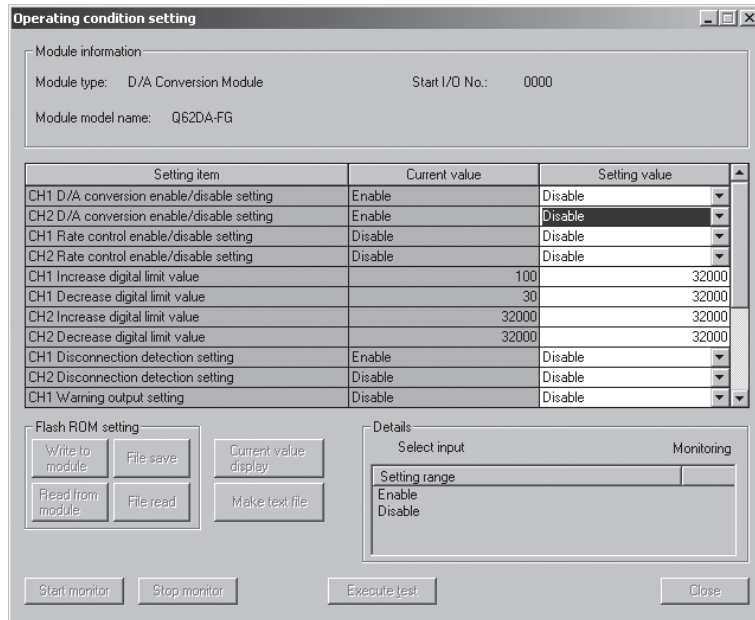 Operating condition setting
Module information
Module type: D/A Conversion Module Start I/O No.: 0000
Module model name: Q62DA-FG
Setting item Current value Setting value
CH1 D/A conversion enable/disable setting Enable Disable
CH2 D/A conversion enable/disable setting Enable Disable
CH1 Rate control enable/disable setting Disable Disable
CH2 Rate control enable/disable setting Disable Disable
CH1 Increase digital limit value 100 32000
CH1 Decrease digital limit value 30 32000
CH2 Increase digital limit value 32000 32000
CH2 Decrease digital limit value 32000 32000
CH1 Disconnection detection setting Enable Disable
CH2 Disconnection detection setting Disable Disable
CH1 Warning output setting Disable Disable
Flash ROM setting
Write to module
File save
Current value display
Read from module
File read
Make text file
Details
Select input Monitoring
Setting range
Enable
Disable
Start monitor Stop monitor Execute test Close